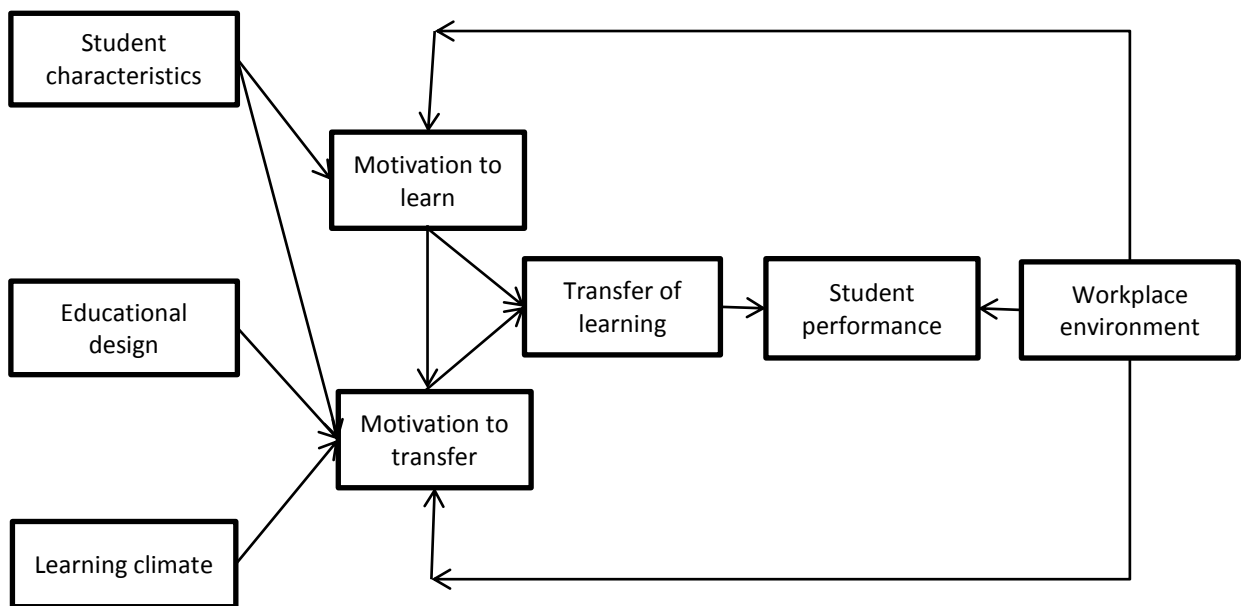 Student
characteristics
Motivation to
learn
Educational
design
Transfer of
learning
Student
performance
Workplace
environment
Motivation to
transfer
Learning climate